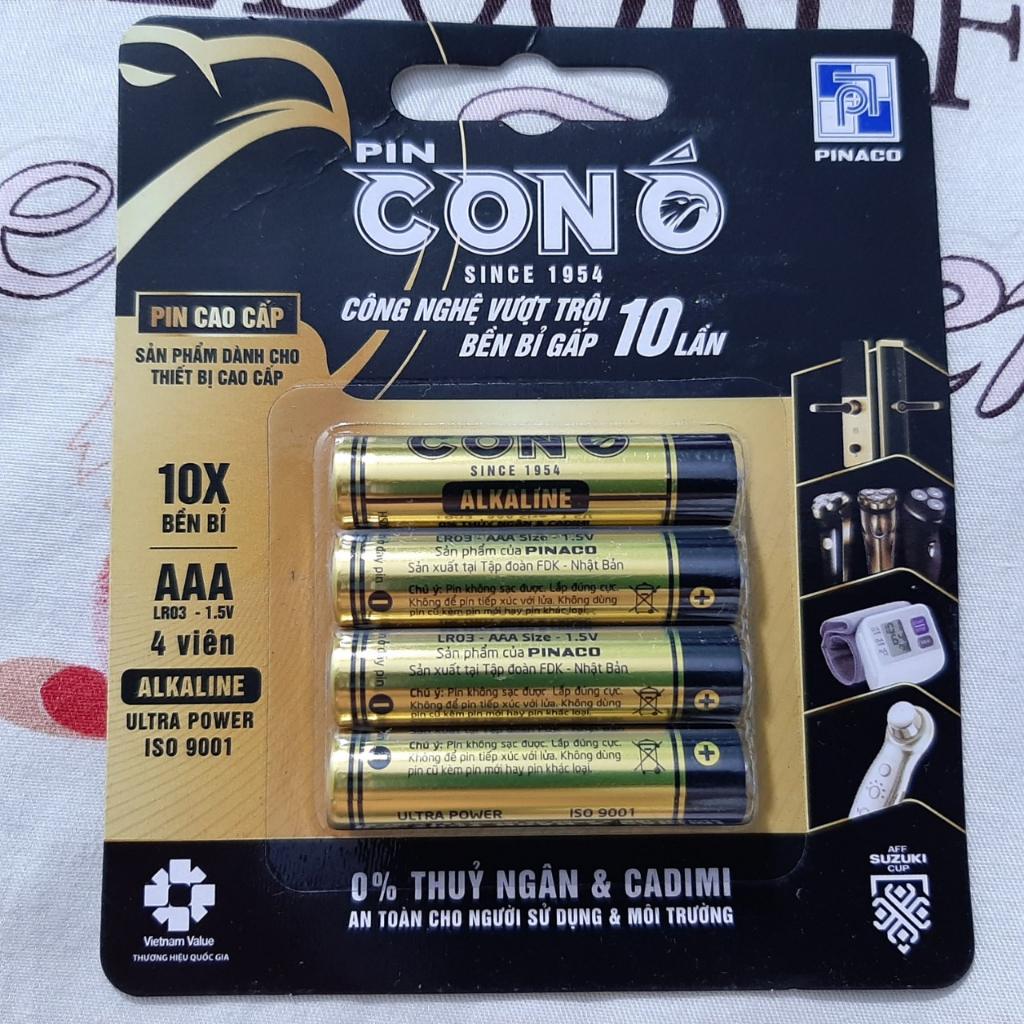 PINACO
PIN
CON Ó
SINCE 1954
CÔNG NGHỆ VƯỢT TRỘI
BỀN BỈ GẤP 10 LẦN
PIN CAO CẤP
SẢN PHẨM DÀNH CHO
THIẾT BỊ CAO CẤP
10X
BỀN BỈ
AAA
LR03 - 1.5V
4 viên
ALKALINE
ULTRA POWER
ISO 9001
CON Ó
SINCE 1954
ALKALINE
LR03 - AAA Size - 1.5V
Sản phẩm của PINACO
Sản xuất tại Tập đoàn FDK - Nhật Bản
Chú ý: Pin không sạc được. Lắp đúng cực.
Không để pin tiếp xúc với lửa. Không dùng
pin cũ kèm pin mới hay pin khác loại.
+
LR03 - AAA Size - 1.5V
Sản phẩm của PINACO
Sản xuất tại Tập đoàn FDK - Nhật Bản
Chú ý: Pin không sạc được. Lắp đúng cực.
Không để pin tiếp xúc với lửa. Không dùng
pin cũ kèm pin mới hay pin khác loại.
+
Chú ý: Pin không sạc được. Lắp đúng cực.
Không để pin tiếp xúc với lửa. Không dùng
pin cũ kèm pin mới hay pin khác loại.
+
ULTRA POWER ISO 9001
0% THUỶ NGÂN & CADIMI
AN TOÀN CHO NGƯỜI SỬ DỤNG & MÔI TRƯỜNG
Vietnam Value
THƯƠNG HIỆU QUỐC GIA
AFF
SUZUKI
CUP